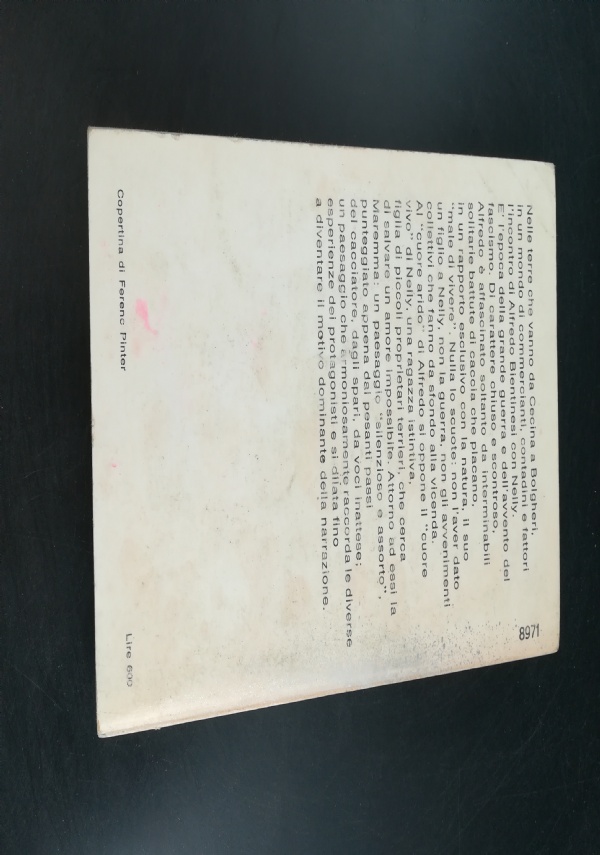 Nelle terre che vanno da Cecina a Bolgheri,
in un mondo di commercianti, contadini e fattori
l'incontro di Alfredo Bientinesi con Nelly.
E' l'epoca della grande guerra e dell'avvento del
fascismo. Di carattere chiuso e scontroso,
Alfredo è affascinato soltanto da interminabili
solitarie battute di caccia che placano,
in un rapporto esclusivo con la natura, il suo
"male di vivere". Nulla lo scuote: non l'aver dato
un figlio a Nelly, non la guerra, non gli avvenimenti
collettivi che fanno da sfondo alla vicenda.
Al "cuore arido" di Alfredo si oppone il "cuore
vivo" di Nelly, una ragazza istintiva,
figlia di piccoli proprietari terrieri, che cerca
di salvare un amore impossibile. Attorno ad essi la
Maremma: un paesaggio "silenzioso e assorto",
punteggiato appena dai pesanti passi
del cacciatore, dagli spari, da voci inattese;
un paesaggio che armoniosamente raccorda le diverse
esperienze dei protagonisti e si dilata fino
a diventare il motivo dominante della narrazione.
Copertina di Ferenc Pinter
Lire 600
8971